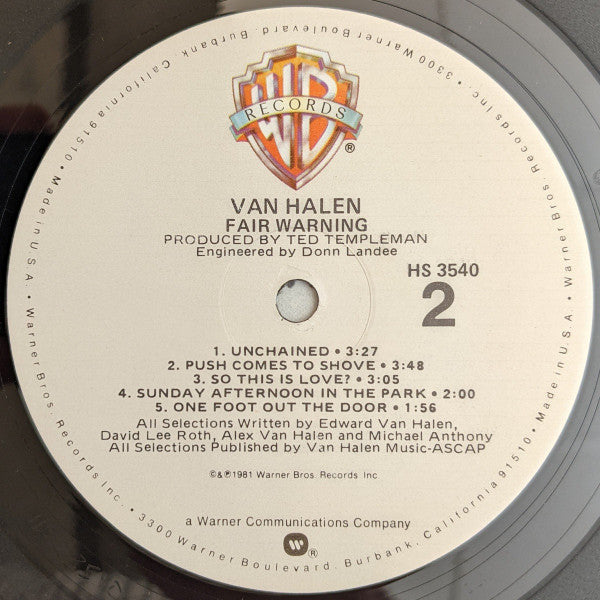 WB
RECORDS
®
VAN HALEN
FAIR WARNING
PRODUCED BY TED TEMPLEMAN
Engineered by Donn Landee
HS 3540
2
1. UNCHAINED • 3:27
2. PUSH COMES TO SHOVE • 3:48
3. SO THIS IS LOVE? • 3:05
4. SUNDAY AFTERNOON IN THE PARK • 2:00
5. ONE FOOT OUT THE DOOR • 1:56
All Selections Written by Edward Van Halen,
David Lee Roth, Alex Van Halen and Michael Anthony
All Selections Published by Van Halen Music-ASCAP
©&℗1981 Warner Bros. Records Inc.
a Warner Communications Company
®
Warner Bros. Records Inc. • 3300 Warner Boulevard, Burbank, California 91510 • Made in U.S.A. • Warner Bros. Records Inc. • 3300 Warner Boulevard, Burbank, California 91510 • Made in U.S.A. •